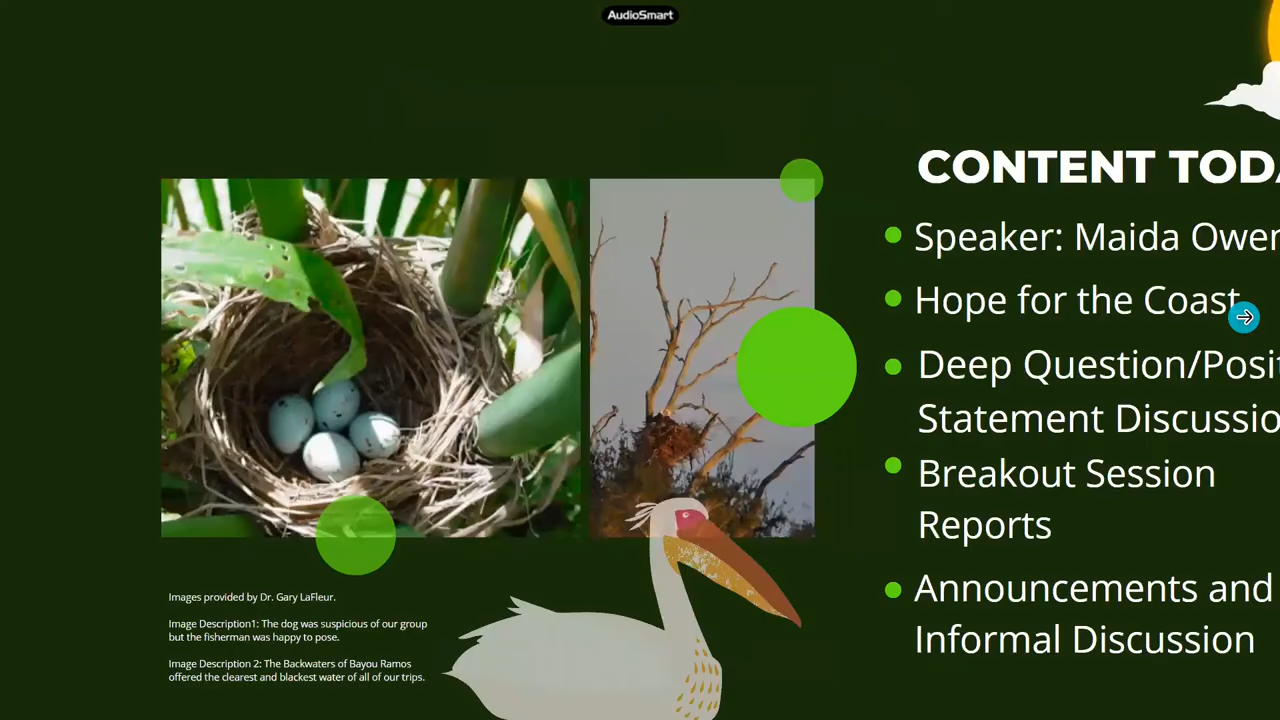 AudioSmart
CONTENT TODA
Speaker: Maida Owen
Hope for the Coast
Deep Question/Posit
Statement Discussio
Breakout Session
Reports
Announcements and
Informal Discussion
Images provided by Dr. Gary LaFleur.
Image Description1: The dog was suspicious of our group
but the fisherman was happy to pose.
Image Description 2: The Backwaters of Bayou Ramos
offered the clearest and blackest water of all of our trips.